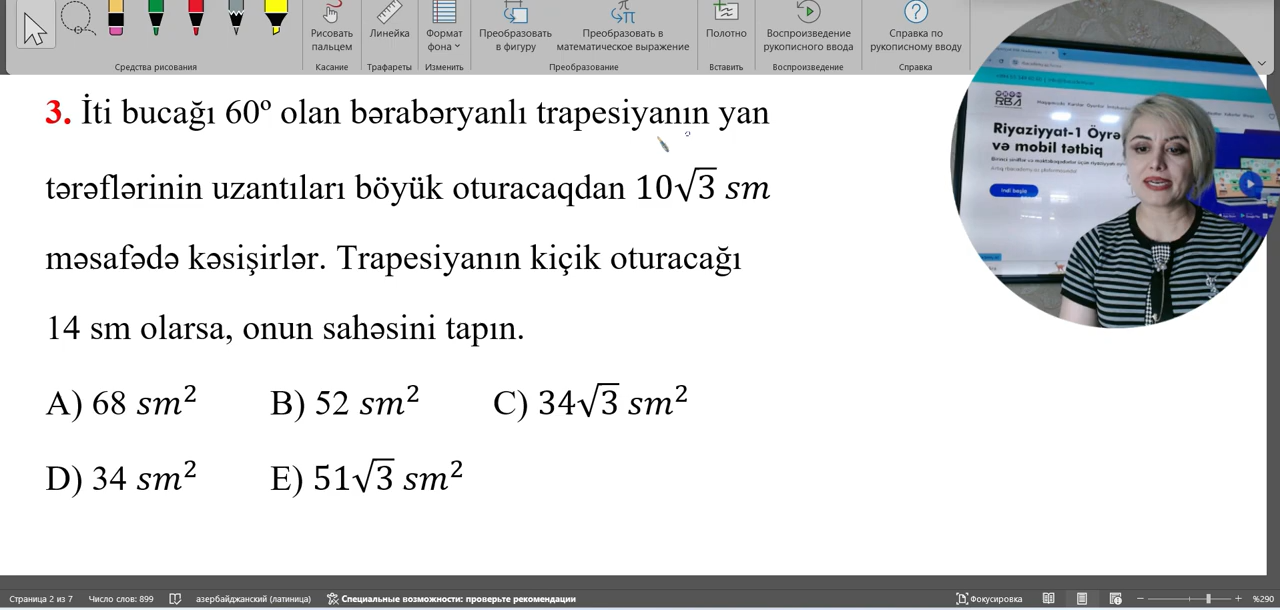 Рисовать пальцем
Линейка
Формат фона
Преобразовать в фигуру
Преобразовать в математическое выражение
Полотно
Воспроизведение рукописного ввода
Справка по рукописному вводу
Средства рисования
Касание
Трафареты
Изменить
Преобразование
Вставить
Воспроизведение
Справка
3. İti bucağı 60º olan bərabəryanlı trapesiyanın yan
tərəflərinin uzantıları böyük oturacaqdan 10√3 sm
məsafədə kəsişirlər. Trapesiyanın kiçik oturacağı
14 sm olarsa, onun sahəsini tapın.
A) 68 sm² B) 52 sm² C) 34√3 sm²
D) 34 sm² E) 51√3 sm²
RBA
Riyaziyyat-1 Öyrə
və mobil tətbiq
İndi başla
Страница 2 из 7 Число слов: 899 азербайджанский (латиница) Специальные возможности: проверьте рекомендации Фокусировка %290